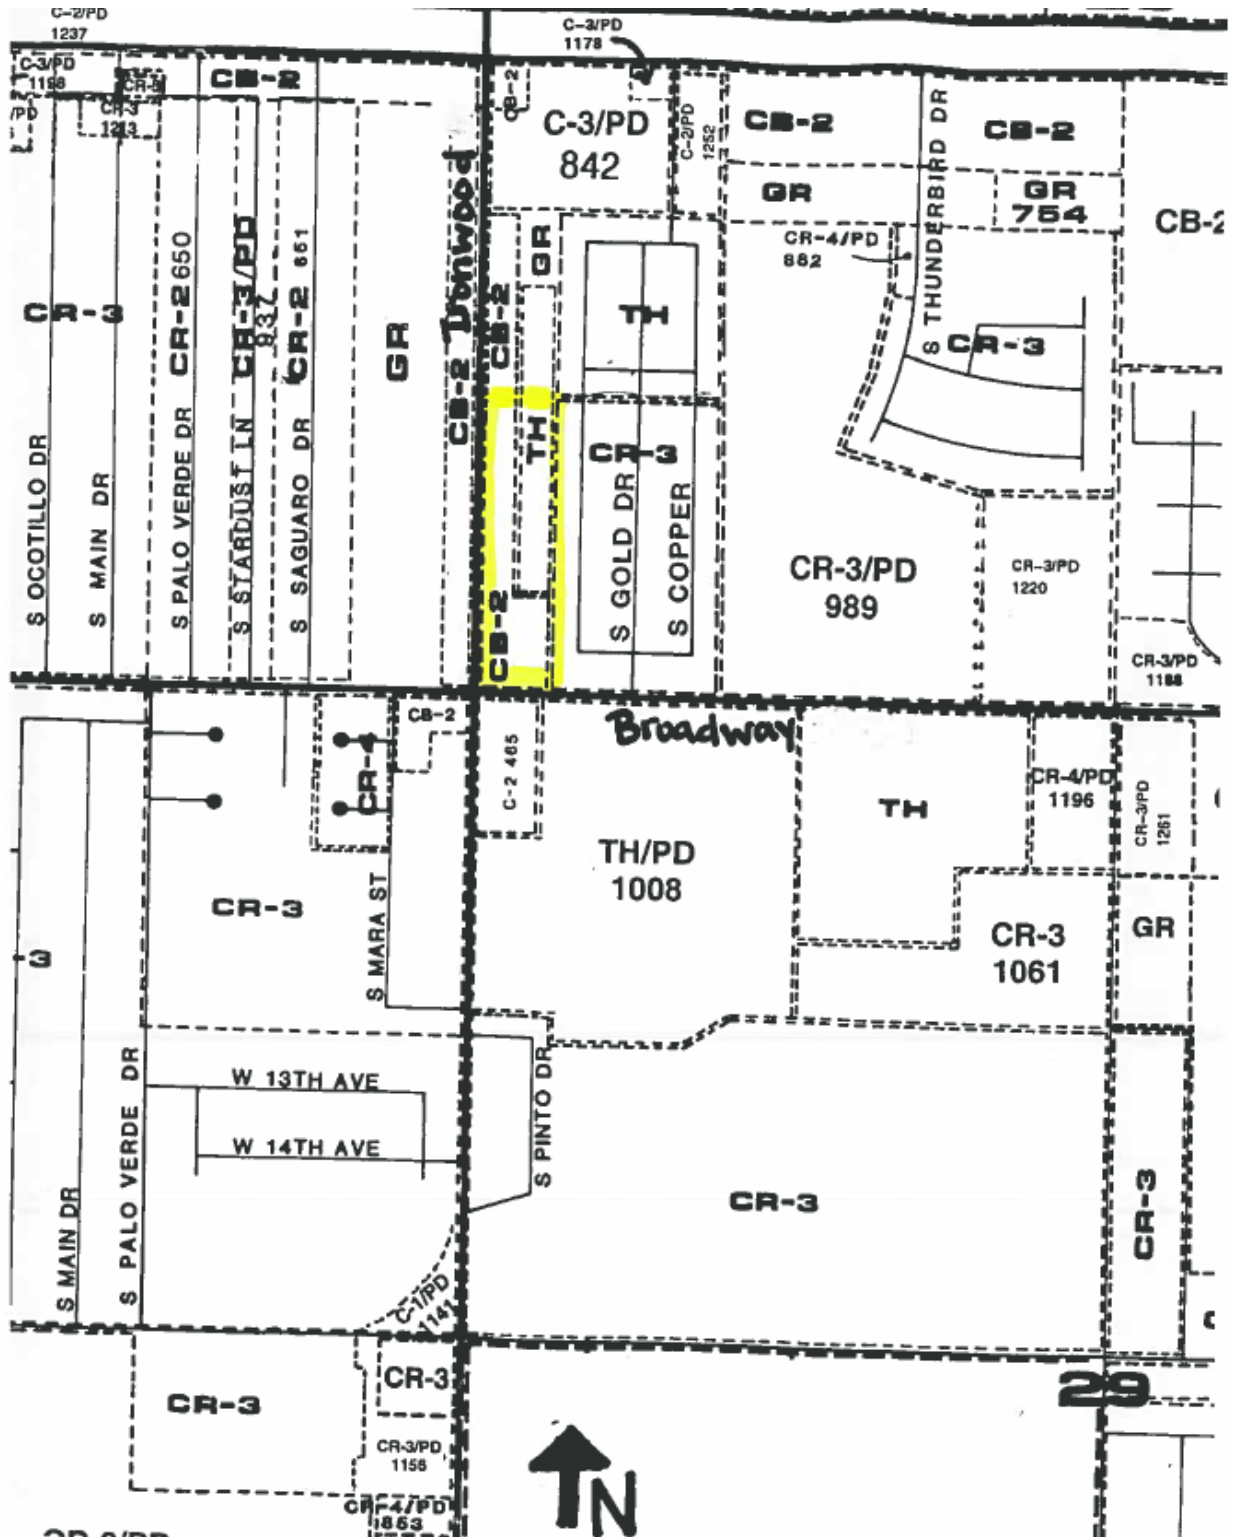 C-2/PD
1237
C-3/PD
1178
C-3/PD
1198
CR-5
CB-2
CB-2
C-3/PD
842
C-2/PD
1252
CB-2
CB-2
/PD
CR-3
1213
GR
GR
754
CB-2
S THUNDERBIRD DR
CR-4/PD
882
CR-3
CR-2 650
CR-3/PD
937
CR-2 651
GR
CB-2
Dunwood
CB-2
GR
TH
CR-3
TH
CR-3
S OCOTILLO DR
S MAIN DR
S PALO VERDE DR
S STARDUST LN
S SAGUARO DR
CB-2
S GOLD DR
S COPPER
CR-3/PD
989
CR-3/PD
1220
CR-3/PD
1188
Broadway
CB-2
CR-4
C-2 465
TH/PD
1008
TH
CR-4/PD
1196
CR-3/PD
1261
CR-3
S MARA ST
CR-3
1061
GR
-3
W 13TH AVE
W 14TH AVE
S PINTO DR
S MAIN DR
S PALO VERDE DR
CR-3
CR-3
C-1/PD
1141
CR-3
CR-3
29
CR-3/PD
1156
CR-4/PD
853
N